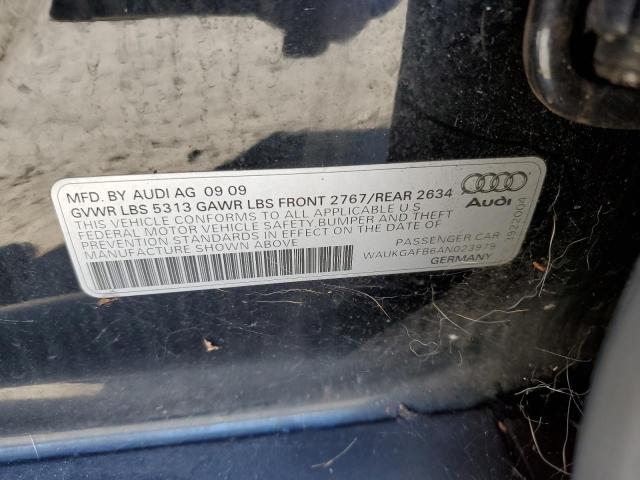 MFD. BY AUDI AG 09 09
GVWR LBS 5313 GAWR LBS FRONT 2767/REAR 2634
THIS VEHICLE CONFORMS TO ALL APPLICABLE U S
FEDERAL MOTOR VEHICLE SAFETY BUMPER AND THEFT
PREVENTION STANDARDS IN EFFECT ON THE DATE OF
MANUFACTURE SHOWN ABOVE
PASSENGER CAR
WAUKGAFB6AN023979
GERMANY
Audi
3922004